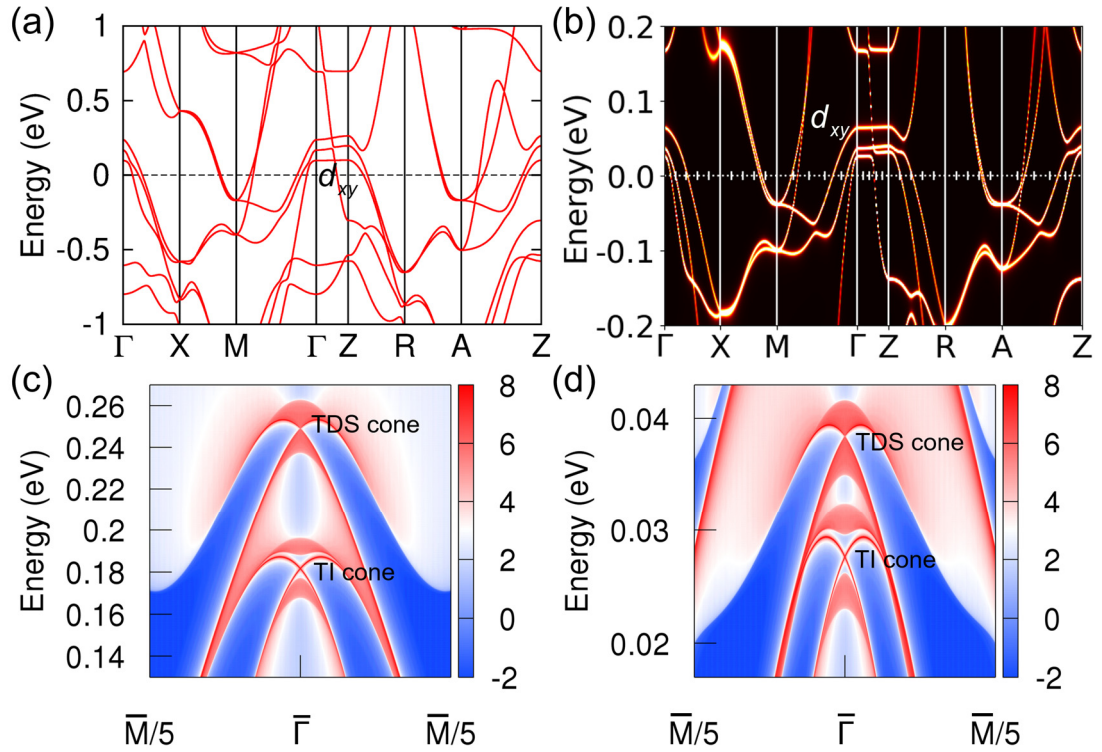 (a)
1
0.5
0
-0.5
-1
Energy (eV)
d_xy
Γ X M Γ Z R A Z
(b)
0.2
0.1
0.0
-0.1
-0.2
Energy(eV)
d_xy
Γ X M Γ Z R A Z
(c)
0.26
0.24
0.22
0.2
0.18
0.16
0.14
Energy (eV)
TDS cone
TI cone
8
6
4
2
0
-2
M̅/5 Γ̅ M̅/5
(d)
0.04
0.03
0.02
Energy (eV)
TDS cone
TI cone
8
6
4
2
0
-2
M̅/5 Γ̅ M̅/5